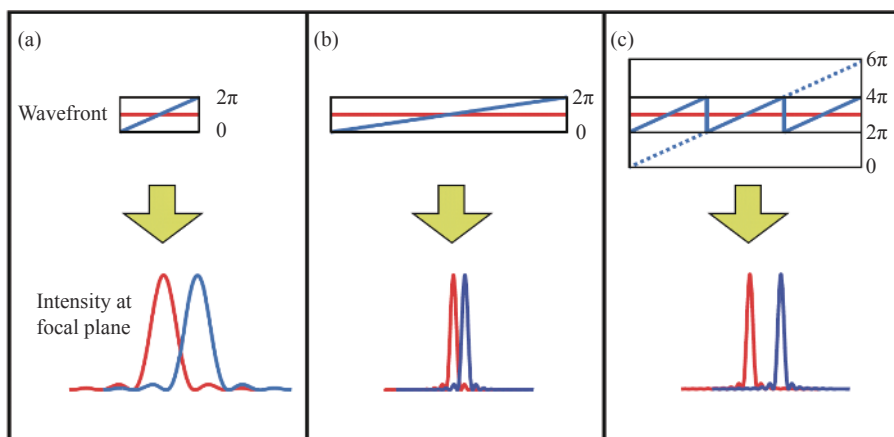 (a)
Wavefront
2π
0
Intensity at
focal plane
(b)
2π
0
(c)
6π
4π
2π
0